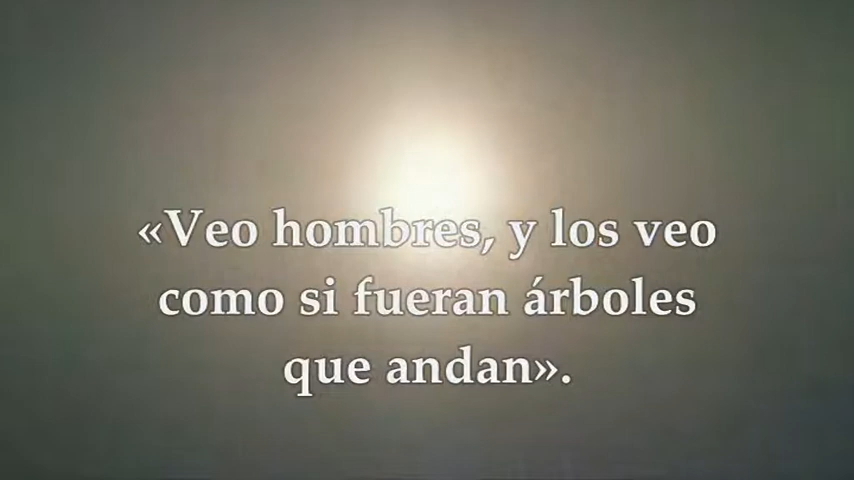 «Veo hombres, y los veo
como si fueran árboles
que andan».